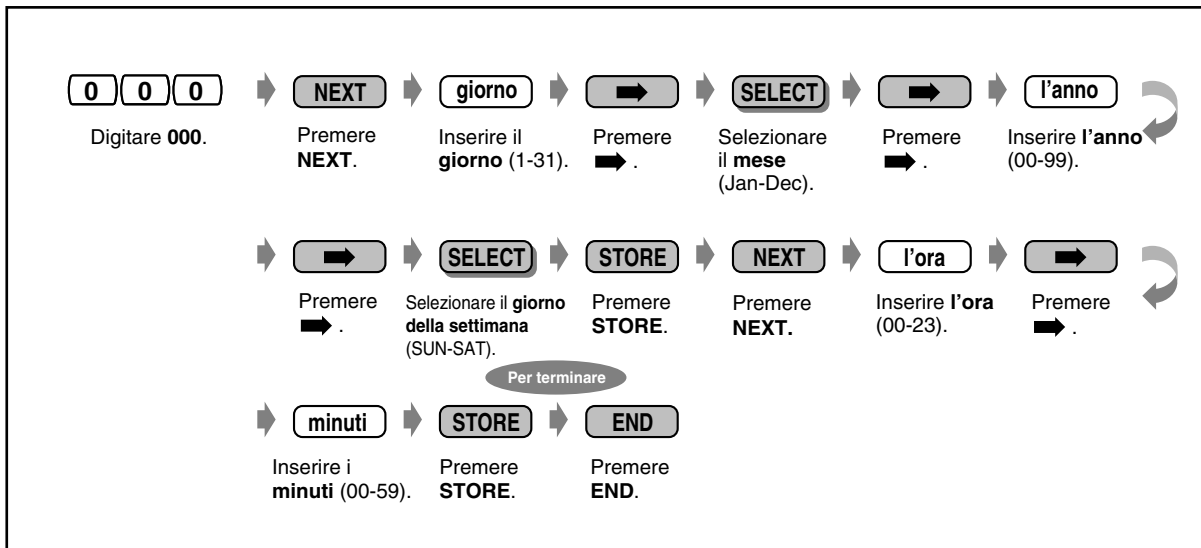 0 0 0 NEXT giorno ➡ SELECT ➡ l'anno
Digitare 000.
Premere
NEXT.
Inserire il
giorno (1-31).
Premere
➡ .
Selezionare
il mese
(Jan-Dec).
Premere
➡ .
Inserire l'anno
(00-99).
➡ SELECT STORE NEXT l'ora ➡
Premere
➡ .
Selezionare il giorno
della settimana
(SUN-SAT).
Premere
STORE.
Premere
NEXT.
Inserire l'ora
(00-23).
Premere
➡ .
Per terminare
minuti STORE END
Inserire i
minuti (00-59).
Premere
STORE.
Premere
END.